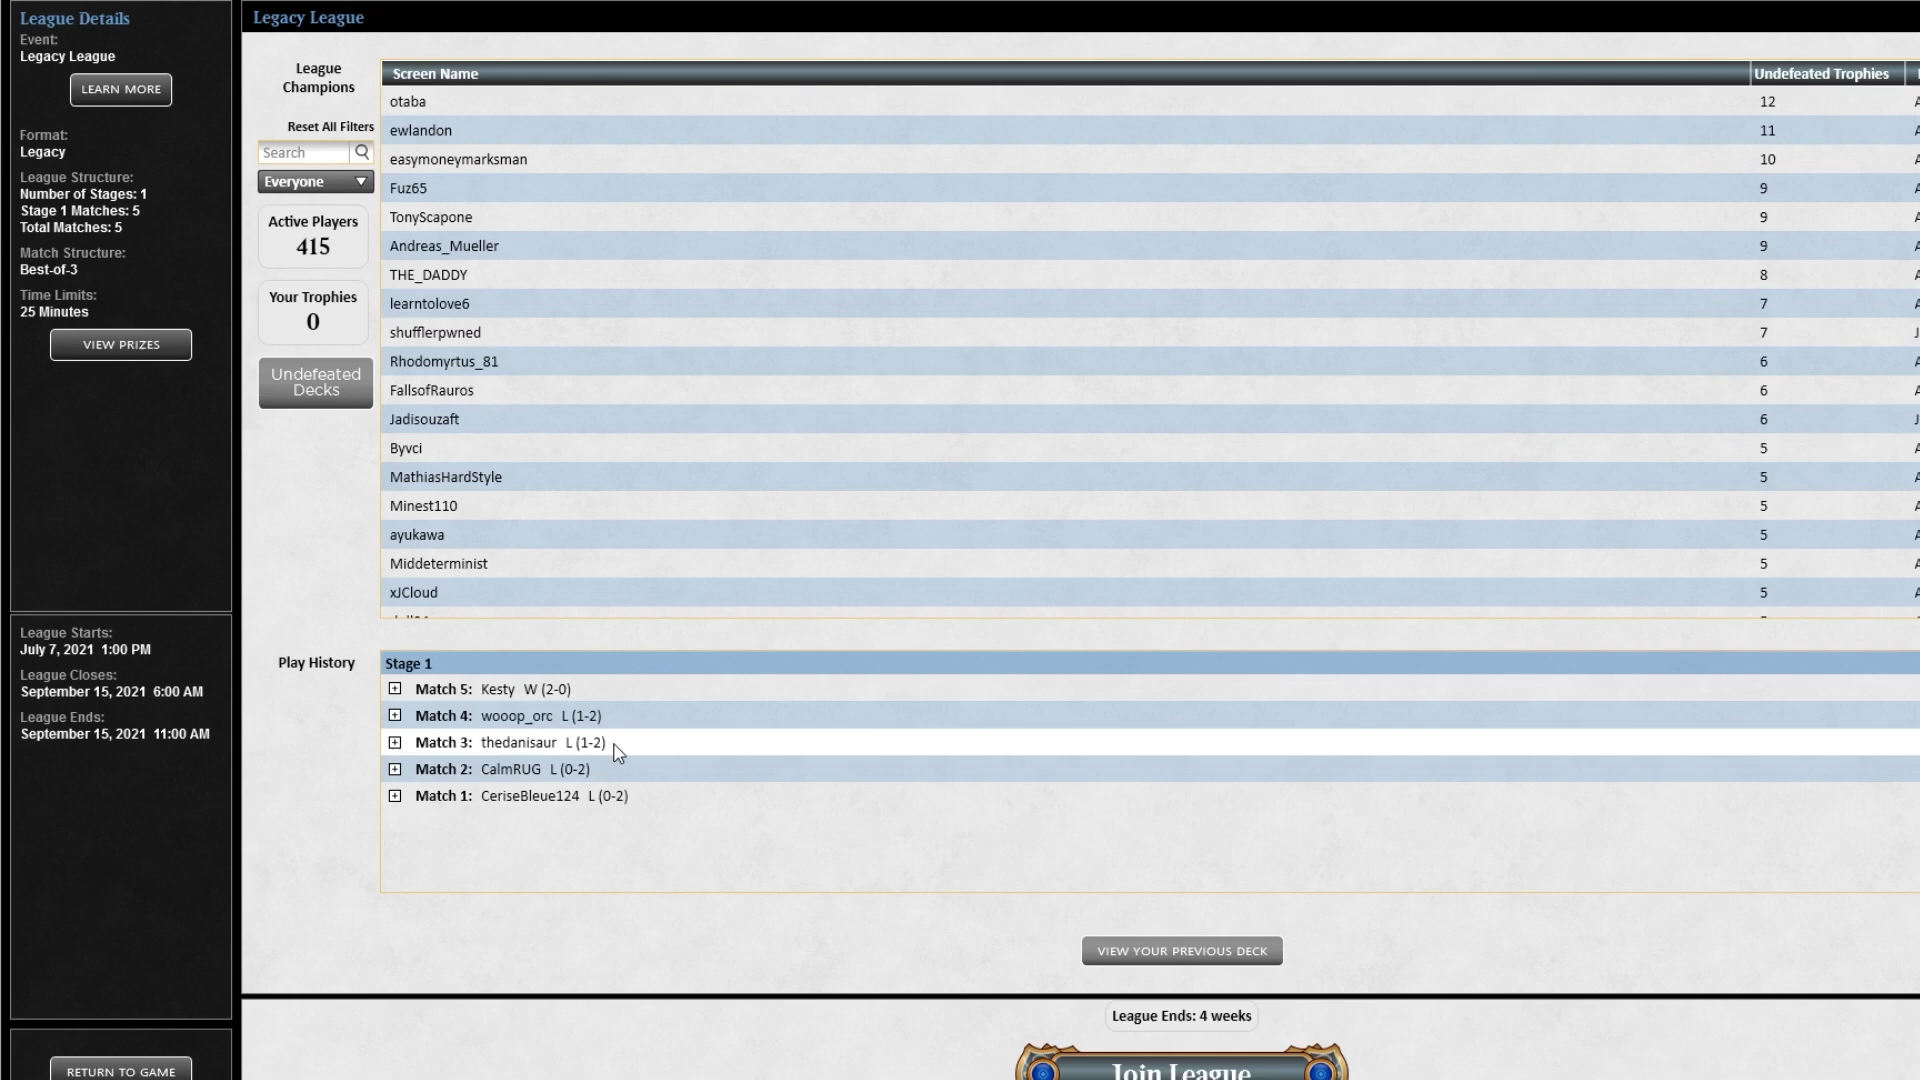 League Details
Event:
Legacy League
LEARN MORE
Format:
Legacy
League Structure:
Number of Stages: 1
Stage 1 Matches: 5
Total Matches: 5
Match Structure:
Best-of-3
Time Limits:
25 Minutes
VIEW PRIZES
League Starts:
July 7, 2021 1:00 PM
League Closes:
September 15, 2021 6:00 AM
League Ends:
September 15, 2021 11:00 AM
RETURN TO GAME
Legacy League
League
Champions
Reset All Filters
Search
Everyone
Active Players
415
Your Trophies
0
Undefeated
Decks
Screen Name Undefeated Trophies
otaba 12
ewlandon 11
easymoneymarksman 10
Fuz65 9
TonyScapone 9
Andreas_Mueller 9
THE_DADDY 8
learntolove6 7
shufflerpwned 7
Rhodomyrtus_81 6
FallsofRauros 6
Jadisouzaft 6
Byvci 5
MathiasHardStyle 5
Minest110 5
ayukawa 5
Middeterminist 5
xJCloud 5
Play History
Stage 1
Match 5: Kesty W (2-0)
Match 4: wooop_orc L (1-2)
Match 3: thedanisaur L (1-2)
Match 2: CalmRUG L (0-2)
Match 1: CeriseBleue124 L (0-2)
VIEW YOUR PREVIOUS DECK
League Ends: 4 weeks
Join League